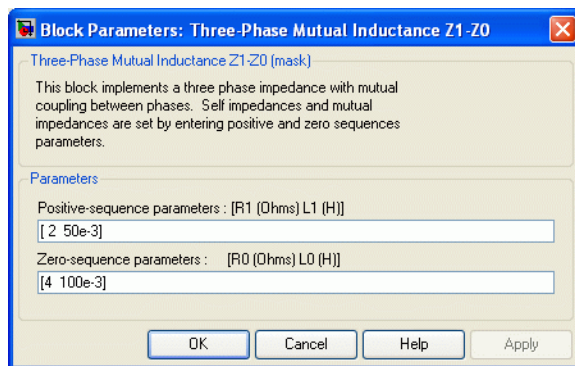 Block Parameters: Three-Phase Mutual Inductance Z1-Z0
Three-Phase Mutual Inductance Z1-Z0 (mask)
This block implements a three phase impedance with mutual
coupling between phases. Self impedances and mutual
impedances are set by entering positive and zero sequences
parameters.
Parameters
Positive-sequence parameters : [R1 (Ohms) L1 (H)]
[ 2 50e-3]
Zero-sequence parameters : [R0 (Ohms) L0 (H)]
[4 100e-3]
OK Cancel Help Apply